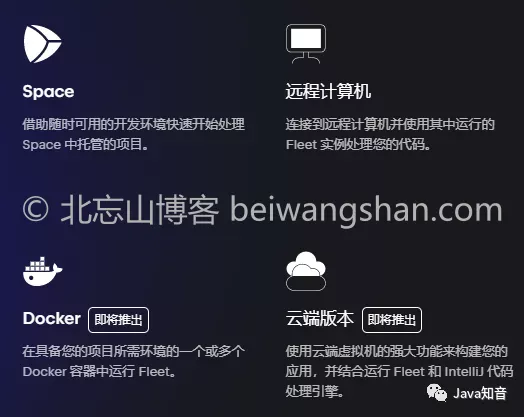 Space
借助随时可用的开发环境快速开始处理
Space 中托管的项目。
远程计算机
连接到远程计算机并使用其中运行的
Fleet 实例处理您的代码。
© 北忘山博客 beiwangshan.com
Docker 即将推出
在具备您的项目所需环境的一个或多个
Docker 容器中运行 Fleet。
云端版本 即将推出
使用云端虚拟机的强大功能来构建您的
应用，并结合运行 Fleet 和 IntelliJ 代码
处理引擎。
Java知音